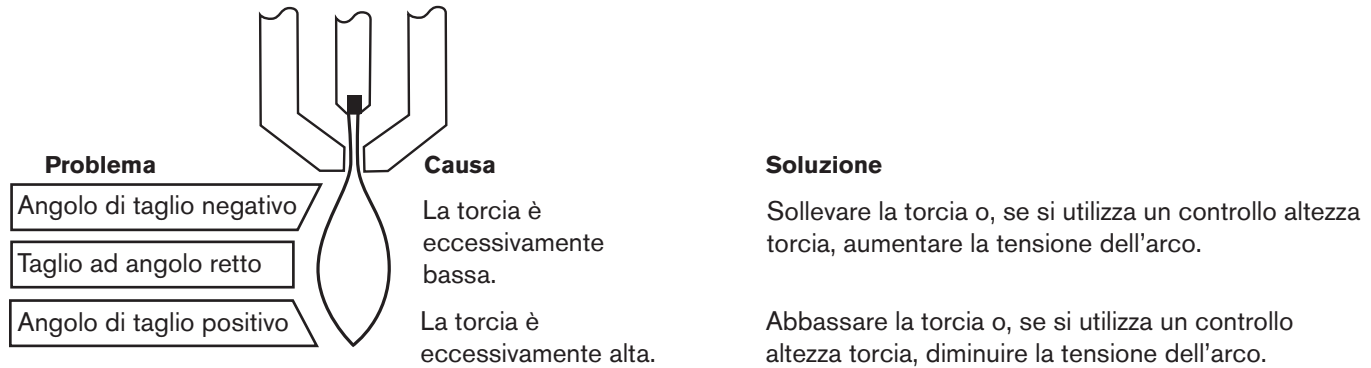 Problema
Causa
Soluzione
Angolo di taglio negativo
La torcia è
eccessivamente
bassa.
Sollevare la torcia o, se si utilizza un controllo altezza
torcia, aumentare la tensione dell'arco.
Taglio ad angolo retto
Angolo di taglio positivo
La torcia è
eccessivamente alta.
Abbassare la torcia o, se si utilizza un controllo
altezza torcia, diminuire la tensione dell'arco.